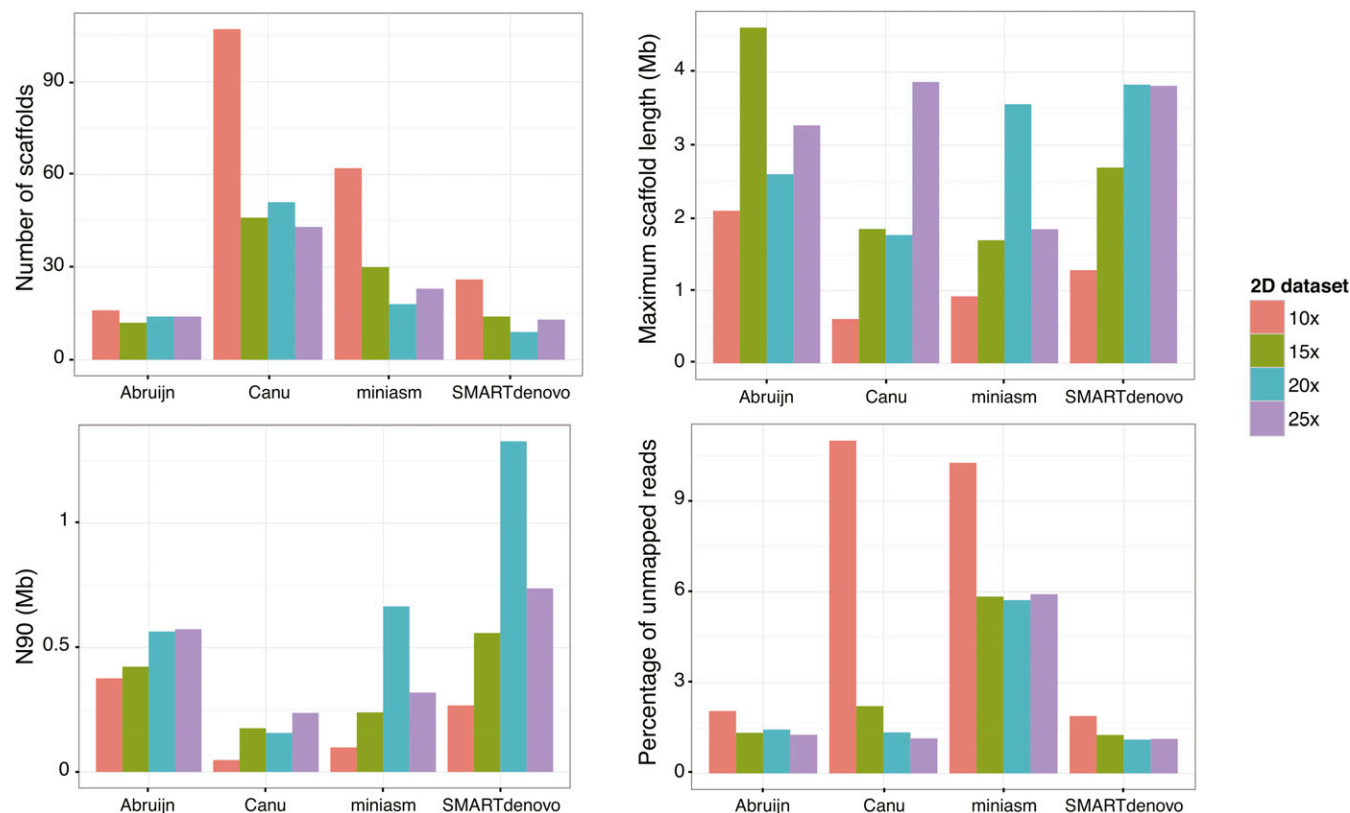 Number of scaffolds
90
60
30
0
Abruijn Canu miniasm SMARTdenovo
Maximum scaffold length (Mb)
4
3
2
1
0
Abruijn Canu miniasm SMARTdenovo
N90 (Mb)
1
0.5
0
Abruijn Canu miniasm SMARTdenovo
Percentage of unmapped reads
9
6
3
0
Abruijn Canu miniasm SMARTdenovo
2D dataset
10x
15x
20x
25x